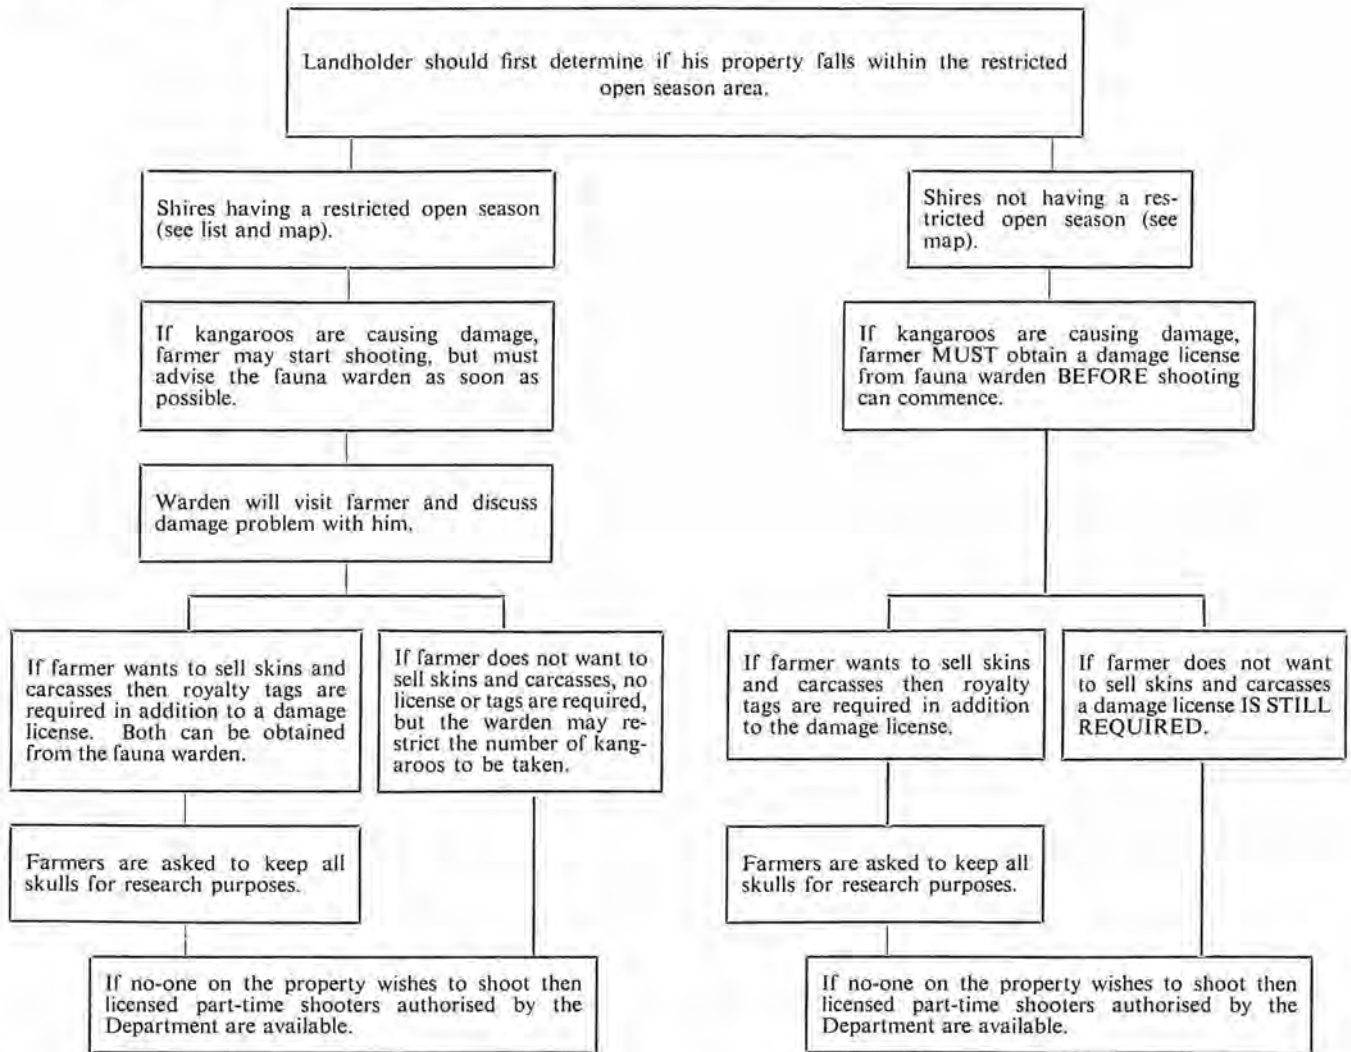 Landholder should first determine if his property falls within the restricted
open season area.
Shires having a restricted open season
(see list and map).
If kangaroos are causing damage,
farmer may start shooting, but must
advise the fauna warden as soon as
possible.
Warden will visit farmer and discuss
damage problem with him.
If farmer wants to sell skins and
carcasses then royalty tags are
required in addition to a damage
license. Both can be obtained
from the fauna warden.
If farmer does not want to
sell skins and carcasses, no
license or tags are required,
but the warden may re-
strict the number of kang-
aroos to be taken.
Farmers are asked to keep all
skulls for research purposes.
If no-one on the property wishes to shoot then
licensed part-time shooters authorised by the
Department are available.
Shires not having a res-
tricted open season (see
map).
If kangaroos are causing damage,
farmer MUST obtain a damage license
from fauna warden BEFORE shooting
can commence.
If farmer wants to sell skins
and carcasses then royalty
tags are required in addition
to the damage license.
If farmer does not want
to sell skins and carcasses
a damage license IS STILL
REQUIRED.
Farmers are asked to keep all
skulls for research purposes.
If no-one on the property wishes to shoot then
licensed part-time shooters authorised by the
Department are available.